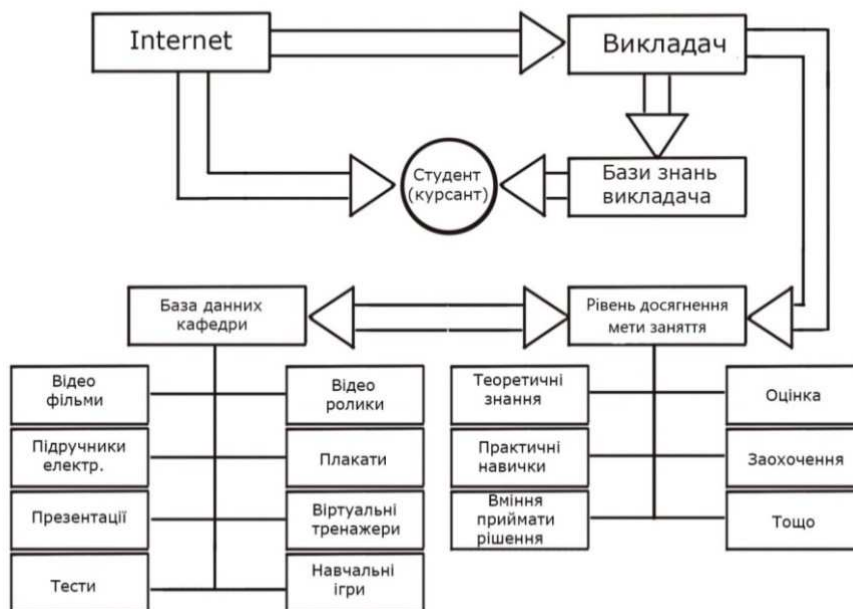 Internet
Викладач
Студент
(курсант)
Бази знань
викладача
База данних
кафедри
Рівень досягнення
мети заняття
Відео
фільми
Відео
ролики
Підручники
електр.
Плакати
Презентації
Віртуальні
тренажери
Тести
Навчальні
ігри
Теоретичні
знання
Оцінка
Практичні
навички
Заохочення
Вміння
приймати
рішення
Тощо